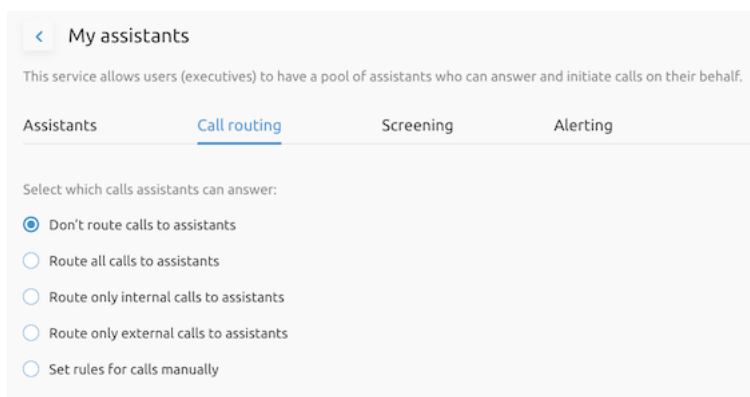 My assistants
This service allows users (executives) to have a pool of assistants who can answer and initiate calls on their behalf.
Assistants Call routing Screening Alerting
Select which calls assistants can answer:
Don't route calls to assistants
Route all calls to assistants
Route only internal calls to assistants
Route only external calls to assistants
Set rules for calls manually